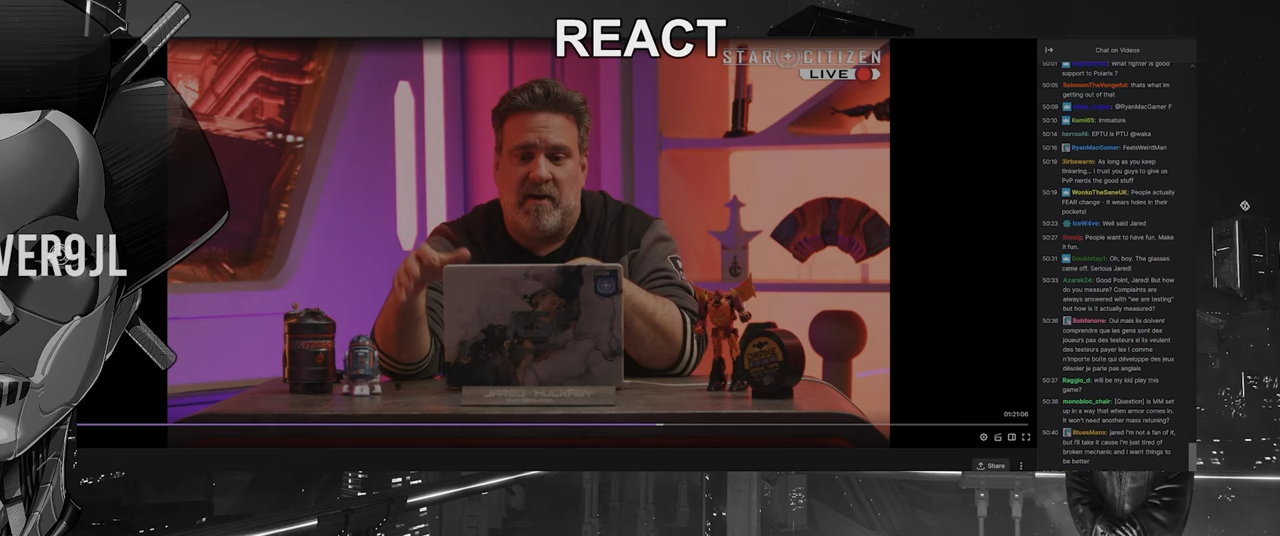 REACT
STAR CITIZEN
LIVE
VER9JL
JARED HUCKABY
01:21:06
Share
Chat on Videos
50:01 What fighter is good
support to Polaris ?
50:05 SolomonTheVengeful: thats what im
getting out of that
50:09 @RyanMacGamer F
50:10 Kemi65: Immature
50:14 herroof4: EPTU is PTU @waka
50:16 RyanMacGamer: FeelsWeirdMan
50:19 3irbewarm: As long as you keep
tinkering... I trust you guys to give us
PvP nerds the good stuff
50:19 WonkoTheSaneUK: People actually
FEAR change - It wears holes in their
pockets!
50:23 IceW4ve: Well said Jared
50:27 People want to have fun. Make
it fun.
50:31 Doubletap1: Oh, boy. The glasses
came off. Serious Jared!
50:33 Azarak24: Good Point, Jared! But how
do you measure? Complaints are
always answered with "we are testing"
but how is it actually measured?
50:36 Robfanone: Oui mais ils doivent
comprendre que les gens sont des
joueurs pas des testeurs si ils veulent
des testeurs payer les ! comme
n'importe boite qui développe des jeux
désoler je parle pas anglais
50:37 Raggio_d: will be my kid play this
game?
50:38 monobloc_chair: [Question] is MM set
up in a way that when armor comes in.
It won't need another mass retuning?
50:40 BluesManx: jared I'm not a fan of it,
but I'll take it cause I'm just tired of
broken mechanic and I want things to
be better